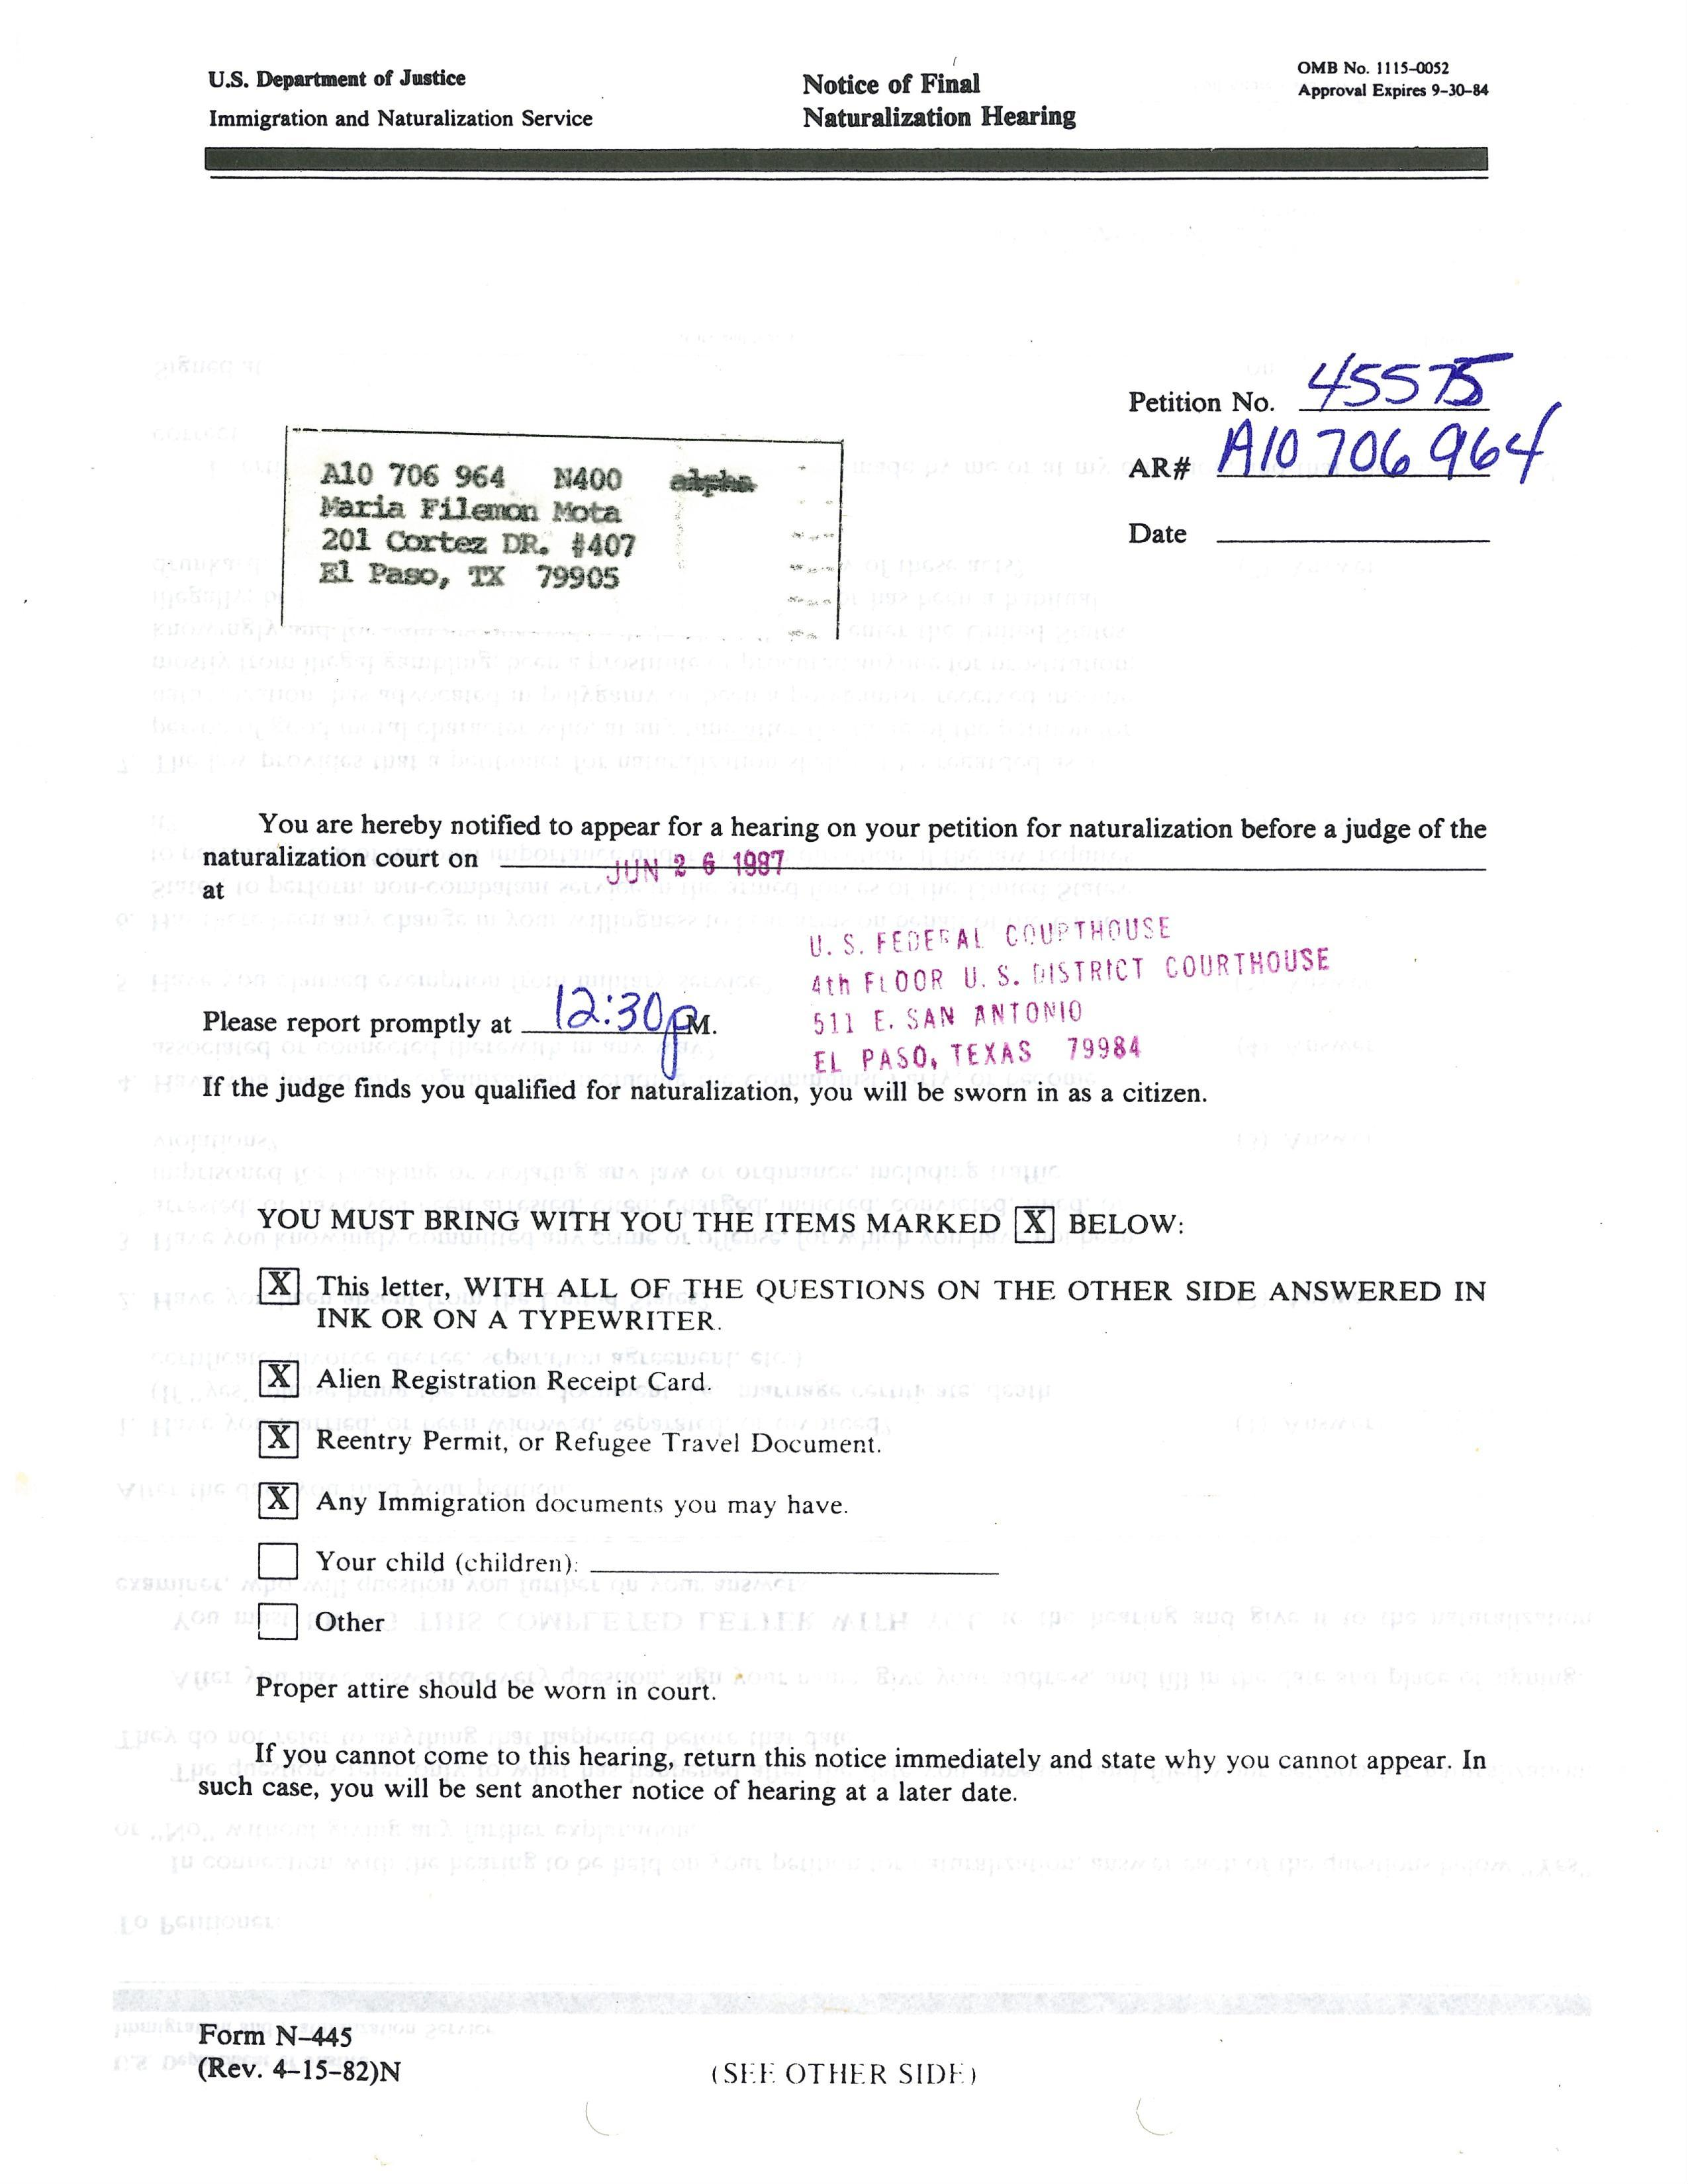 U.S. Department of Justice
Immigration and Naturalization Service
Notice of Final
Naturalization Hearing
OMB No. 1115-0052
Approval Expires 9-30-84
Petition No. 45575
AR# A10 706 964
Date
A10 706 964 N400 alpha
Maria Filemon Mota
201 Cortez DR. #407
El Paso, TX 79905
You are hereby notified to appear for a hearing on your petition for naturalization before a judge of the
naturalization court on JUN 26 1987
at
U. S. FEDERAL COURTHOUSE
4th FLOOR U. S. DISTRICT COURTHOUSE
511 E. SAN ANTONIO
EL PASO, TEXAS 79984
Please report promptly at 12:30 p M.
If the judge finds you qualified for naturalization, you will be sworn in as a citizen.
YOU MUST BRING WITH YOU THE ITEMS MARKED X BELOW:
X This letter, WITH ALL OF THE QUESTIONS ON THE OTHER SIDE ANSWERED IN
INK OR ON A TYPEWRITER.
X Alien Registration Receipt Card.
X Reentry Permit, or Refugee Travel Document.
X Any Immigration documents you may have.
Your child (children):
Other
Proper attire should be worn in court.
If you cannot come to this hearing, return this notice immediately and state why you cannot appear. In
such case, you will be sent another notice of hearing at a later date.
Form N-445
(Rev. 4-15-82)N
(SEE OTHER SIDE)